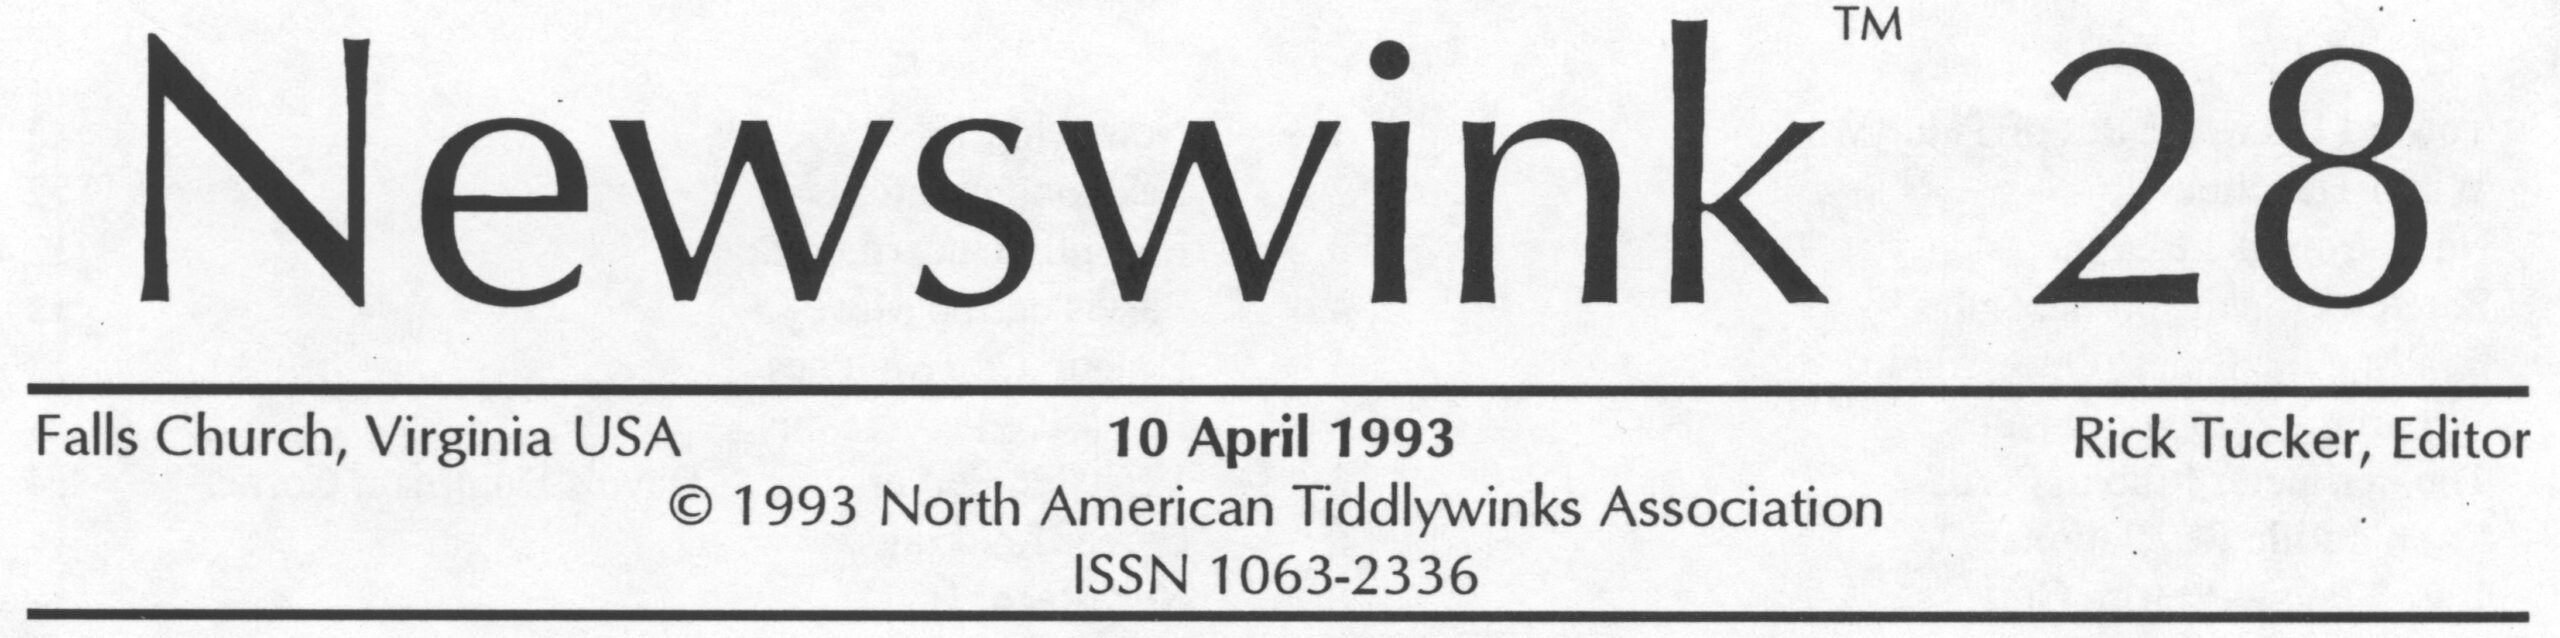 Newswink™ 28
Falls Church, Virginia USA 10 April 1993 Rick Tucker, Editor
© 1993 North American Tiddlywinks Association
ISSN 1063-2336